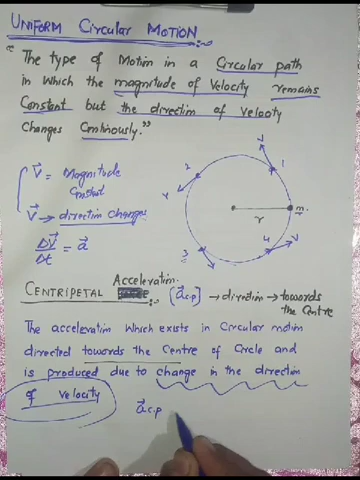 UNIFORM Circular MOTION:-
"The type of Motion in a Circular path
in which the magnitude of Velocity remains
Constant but the direction of velocity
changes Continously."
V⃗ = Magnitude
Constant
V⃗ → direction changes
ΔV⃗/Δt = a⃗
V
1
2
V
r
m
3
4
V
CENTRIPETAL Acceleration. [a⃗c.p] → direction → towards
the Centre
The acceleration which exists in Circular motion
directed towards the Centre of Circle and
is produced due to change in the direction
of velocity
a⃗c.p